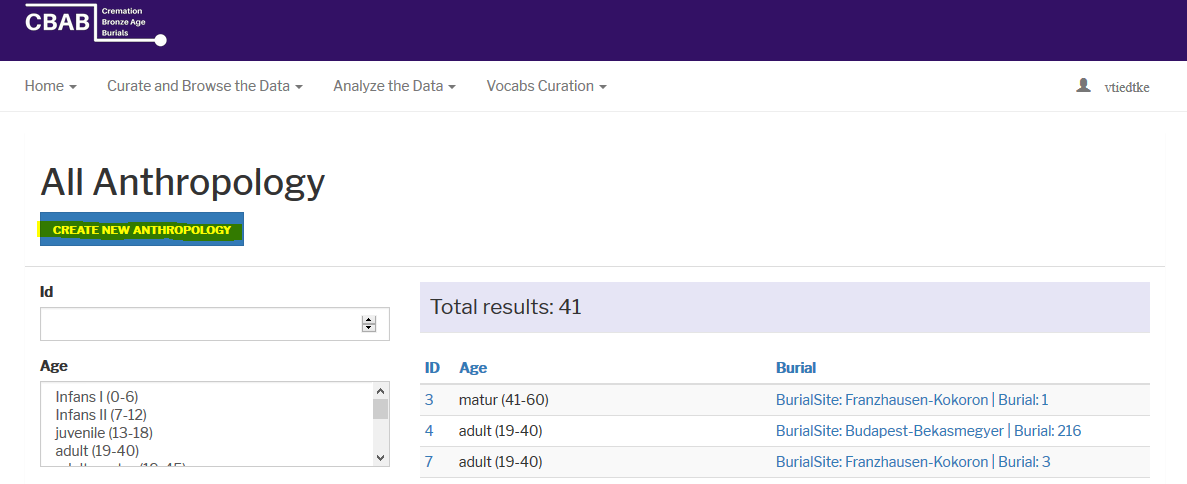 CBAB
Cremation
Bronze Age
Burials
Home Curate and Browse the Data Analyze the Data Vocabs Curation vtiedtke
All Anthropology
CREATE NEW ANTHROPOLOGY
Id
Age
Infans I (0-6)
Infans II (7-12)
juvenile (13-18)
adult (19-40)
Total results: 41
ID Age Burial
3 matur (41-60) BurialSite: Franzhausen-Kokoron | Burial: 1
4 adult (19-40) BurialSite: Budapest-Bekasmegyer | Burial: 216
7 adult (19-40) BurialSite: Franzhausen-Kokoron | Burial: 3